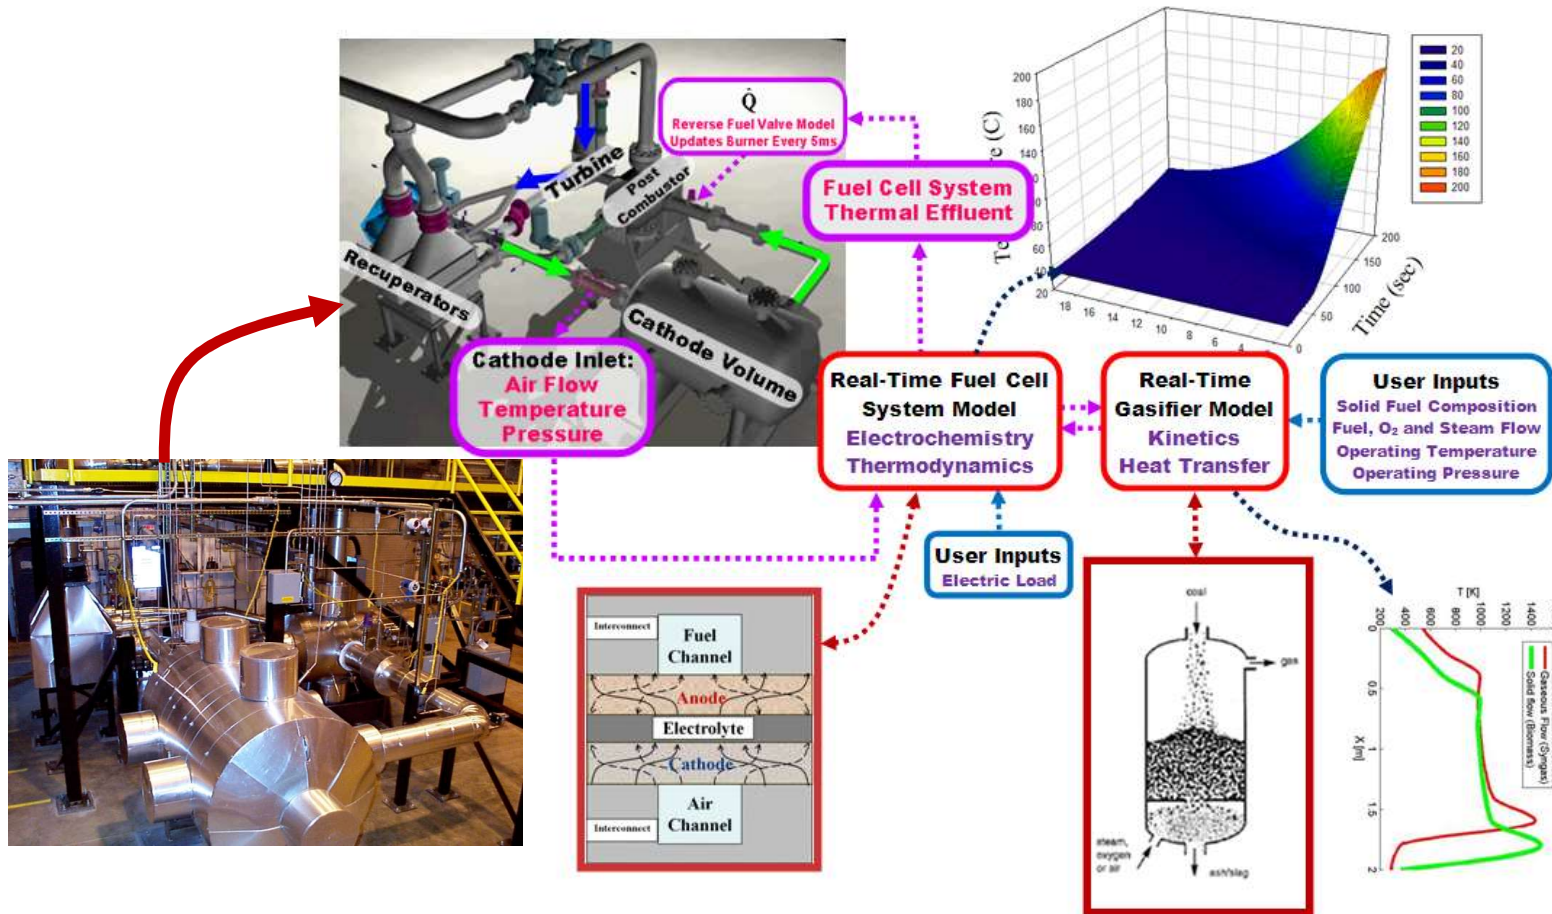 Q̂
Reverse Fuel Valve Model
Updates Burner Every 5ms
Turbine
Post
Combustor
Fuel Cell System
Thermal Effluent
Recuperators
Cathode Volume
Cathode Inlet:
Air Flow
Temperature
Pressure
200
180
160
140
80
60
40
20
18
16
14
12
10
8
6
4
0
50
100
150
200
Time (sec)
20
40
60
80
100
120
140
160
180
200
Real-Time Fuel Cell
System Model
Electrochemistry
Thermodynamics
Real-Time
Gasifier Model
Kinetics
Heat Transfer
User Inputs
Solid Fuel Composition
Fuel, O₂ and Steam Flow
Operating Temperature
Operating Pressure
User Inputs
Electric Load
Interconnect
Fuel
Channel
Anode
Electrolyte
Cathode
Air
Channel
Interconnect
coal
gas
steam,
oxygen
or air
ash/slag
T [K]
200
400
600
800
1000
1200
1400
0
0.5
1
1.5
2
X [m]
Gaseous Flow (Syngas)
Solid flow (Biomass)